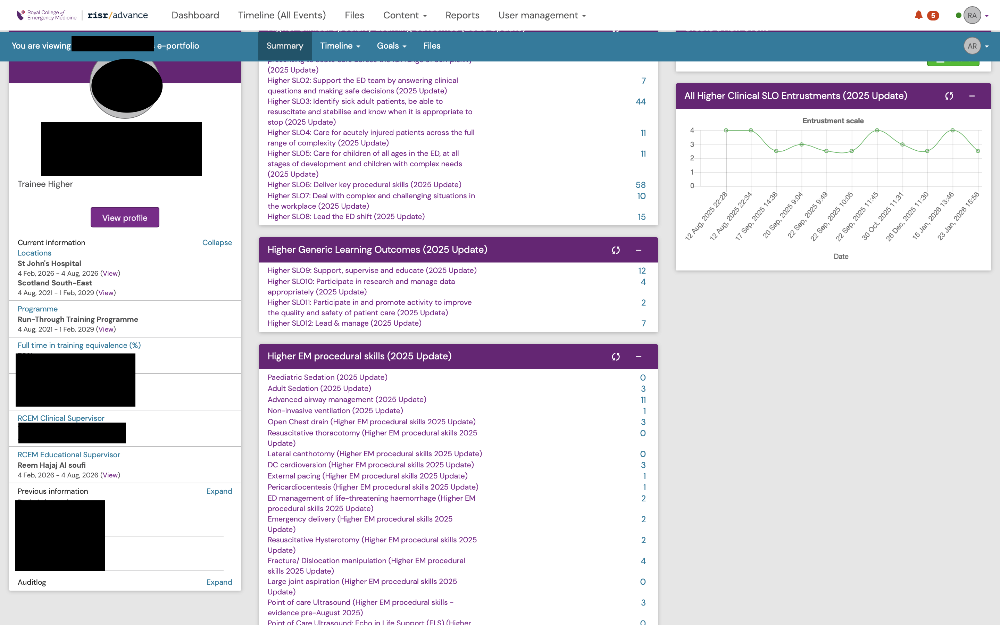 Royal College of
Emergency Medicine
risr/advance
Dashboard
Timeline (All Events)
Files
Content
Reports
User management
5
RA
You are viewing
e-portfolio
Summary
Timeline
Goals
Files
AR
Trainee Higher
View profile
Current information
Collapse
Locations
St John's Hospital
4 Feb, 2026 - 4 Aug, 2026 (View)
Scotland South-East
4 Aug, 2021 - 1 Feb, 2029 (View)
Programme
Run-Through Training Programme
4 Aug, 2021 - 1 Feb, 2029 (View)
Full time in training equivalence (%)
RCEM Clinical Supervisor
RCEM Educational Supervisor
Reem Hajaj Al soufi
4 Feb, 2026 - 4 Aug, 2026 (View)
Previous information
Expand
Auditlog
Expand
Higher Clinical Specialty Learning Outcomes (2025 Update)
presenting to acute care across the full range of complexity
(2025 Update)
Higher SLO2: Support the ED team by answering clinical
questions and making safe decisions (2025 Update)
7
Higher SLO3: Identify sick adult patients, be able to
resuscitate and stabilise and know when it is appropriate to
stop (2025 Update)
44
Higher SLO4: Care for acutely injured patients across the full
range of complexity (2025 Update)
11
Higher SLO5: Care for children of all ages in the ED, at all
stages of development and children with complex needs
(2025 Update)
11
Higher SLO6: Deliver key procedural skills (2025 Update)
58
Higher SLO7: Deal with complex and challenging situations in
the workplace (2025 Update)
10
Higher SLO8: Lead the ED shift (2025 Update)
15
Higher Generic Learning Outcomes (2025 Update)
Higher SLO9: Support, supervise and educate (2025 Update)
12
Higher SLO10: Participate in research and manage data
appropriately (2025 Update)
4
Higher SLO11: Participate in and promote activity to improve
the quality and safety of patient care (2025 Update)
2
Higher SLO12: Lead & manage (2025 Update)
7
Higher EM procedural skills (2025 Update)
Paediatric Sedation (2025 Update)
0
Adult Sedation (2025 Update)
3
Advanced airway management (2025 Update)
11
Non-invasive ventilation (2025 Update)
1
Open Chest drain (Higher EM procedural skills 2025 Update)
3
Resuscitative thoracotomy (Higher EM procedural skills 2025
Update)
0
Lateral canthotomy (Higher EM procedural skills 2025 Update)
0
DC cardioversion (Higher EM procedural skills 2025 Update)
3
External pacing (Higher EM procedural skills 2025 Update)
1
Pericardiocentesis (Higher EM procedural skills 2025 Update)
1
ED management of life-threatening haemorrhage (Higher EM
procedural skills 2025 Update)
2
Emergency delivery (Higher EM procedural skills 2025
Update)
2
Resuscitative Hysterotomy (Higher EM procedural skills 2025
Update)
2
Fracture/ Dislocation manipulation (Higher EM procedural
skills 2025 Update)
4
Large joint aspiration (Higher EM procedural skills 2025
Update)
0
Point of care Ultrasound (Higher EM procedural skills -
evidence pre-August 2025)
3
Point of Care Ultrasound: Echo in Life Support (ELS) (Higher
0
Create a new event
All Higher Clinical SLO Entrustments (2025 Update)
Entrustment scale
4
3
2
1
0
12 Aug, 2025 22:28
12 Aug, 2025 22:34
17 Sep, 2025 14:38
20 Sep, 2025 9:04
22 Sep, 2025 9:49
22 Sep, 2025 10:05
22 Sep, 2025 11:45
30 Oct, 2025 11:31
26 Dec, 2025 11:30
15 Jan, 2026 13:46
23 Jan, 2026 15:56
Date